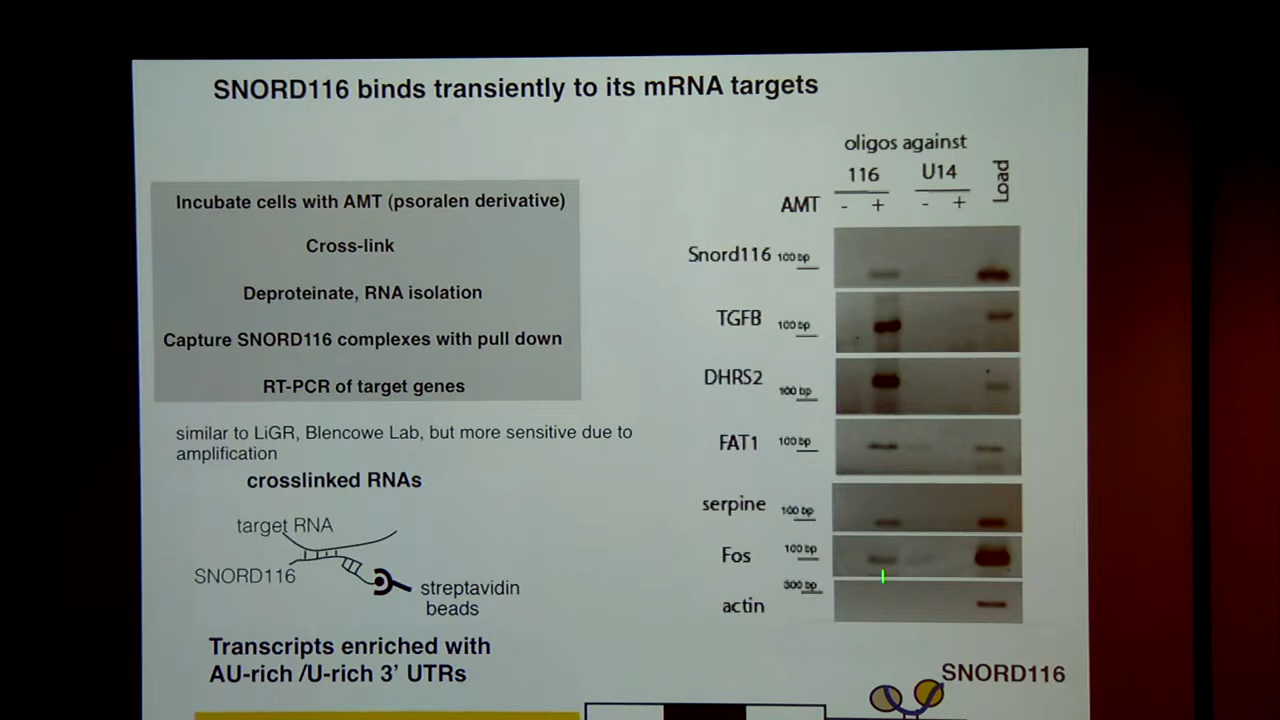 SNORD116 binds transiently to its mRNA targets
Incubate cells with AMT (psoralen derivative)
Cross-link
Deproteinate, RNA isolation
Capture SNORD116 complexes with pull down
RT-PCR of target genes
similar to LiGR, Blencowe Lab, but more sensitive due to
amplification
crosslinked RNAs
target RNA
SNORD116
streptavidin
beads
Transcripts enriched with
AU-rich /U-rich 3’ UTRs
oligos against
116 U14 Load
AMT - + - +
Snord116 100 bp
TGFB 100 bp
DHRS2 100 bp
FAT1 100 bp
serpine 100 bp
Fos 100 bp
actin 300 bp
SNORD116